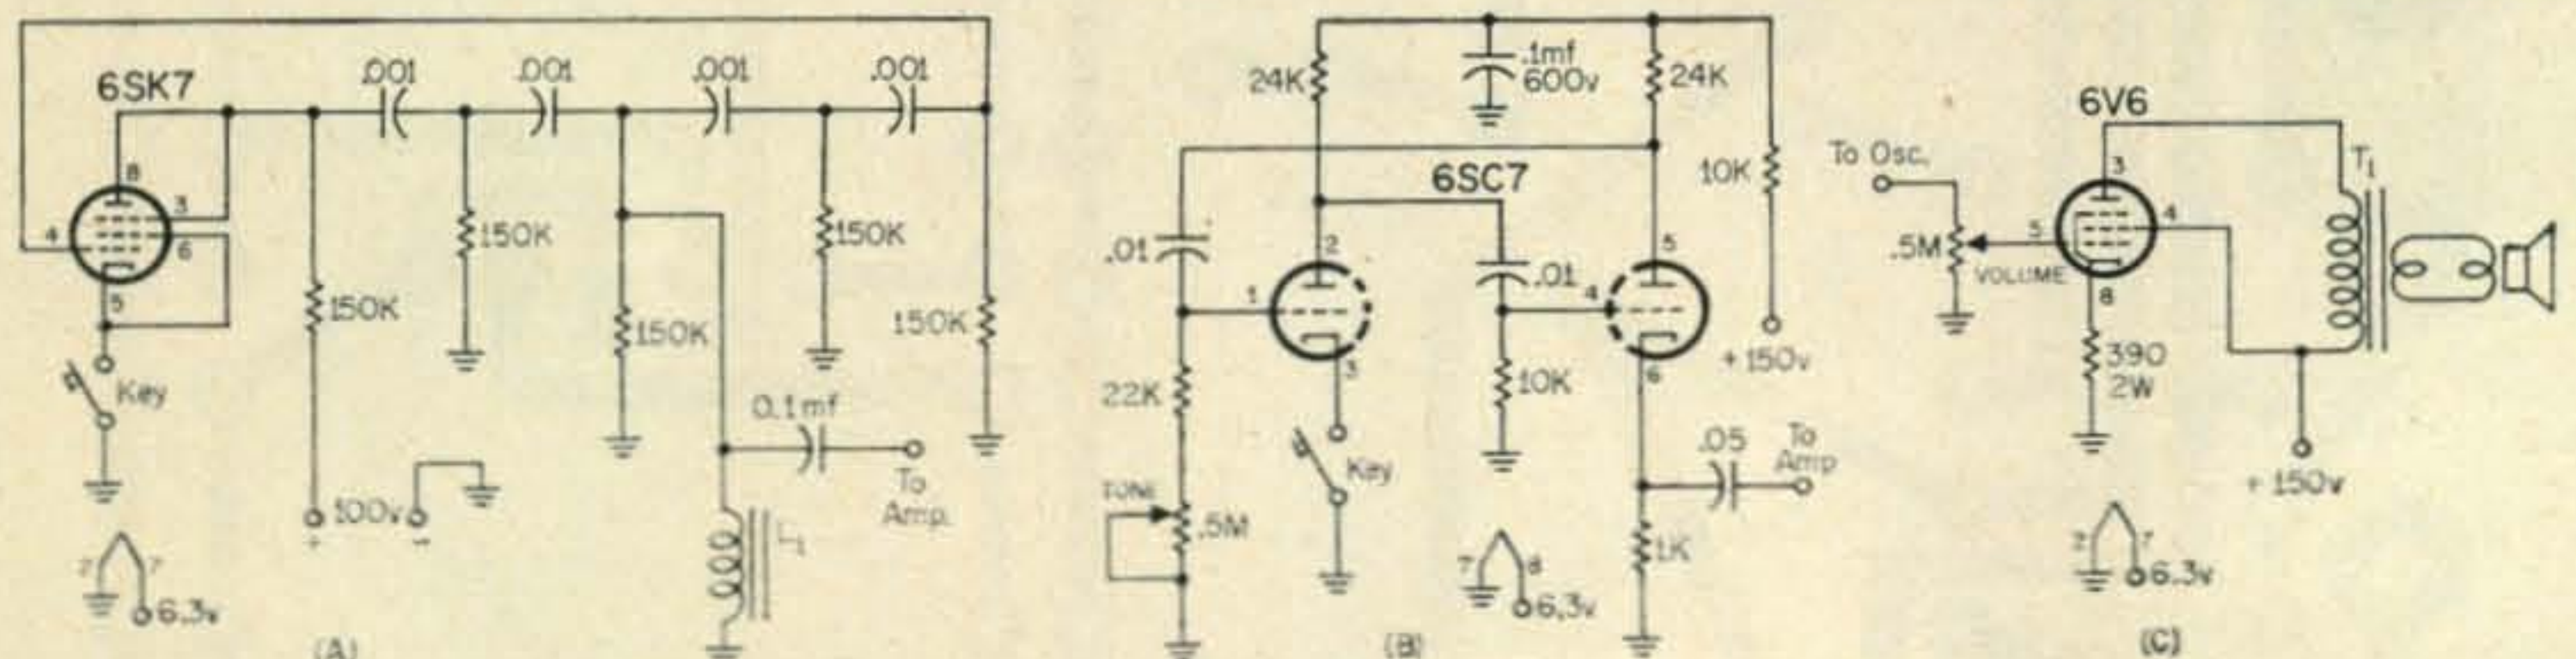 6SK7
.001
.001
.001
.001
8
3
4
6
5
150K
150K
150K
150K
150K
Key
0.1mf
To
Amp.
+ 100v. -
L1
2 7
6.3v
(A)
24K
.1mf
600v
24K
10K
6SC7
.01
2
5
1
.01
4
3
6
+ 150v
22K
10K
Key
.05
To
Amp
TONE
.5M
1K
7 8
6.3v
(B)
6V6
To Osc.
3
T1
5
4
.5M
VOLUME
8
390
2W
+ 150v
2 7
6.3v
(C)